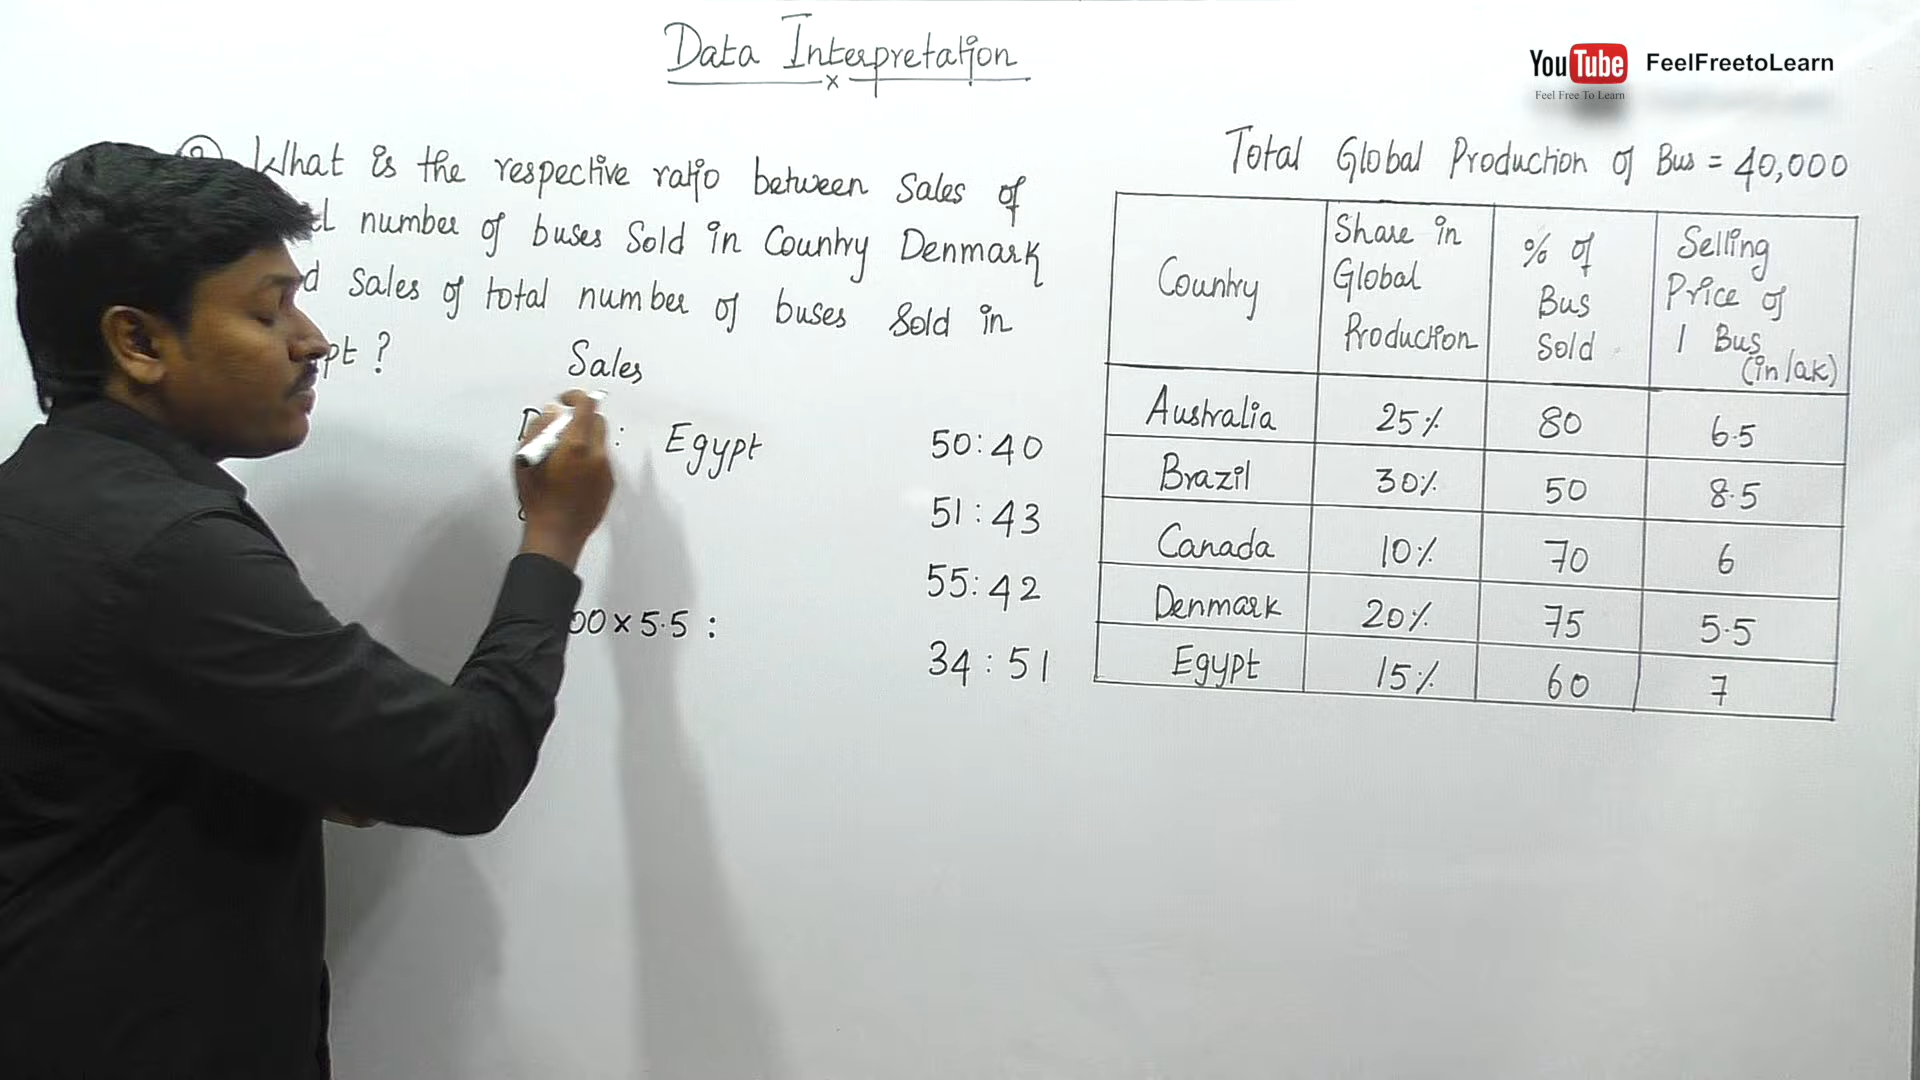 Data Interpretation
x
YouTube FeelFreetoLearn
Feel Free To Learn
What is the respective ratio between Sales of
number of buses Sold in Country Denmark
Sales of total number of buses Sold in
?
Sales
: Egypt
00 x 5.5 :
50:40
51:43
55:42
34:51
Total Global Production of Bus = 40,000
Country Share in Global Production % of Bus Sold Selling Price of 1 Bus (in lak)
Australia 25% 80 6.5
Brazil 30% 50 8.5
Canada 10% 70 6
Denmark 20% 75 5.5
Egypt 15% 60 7